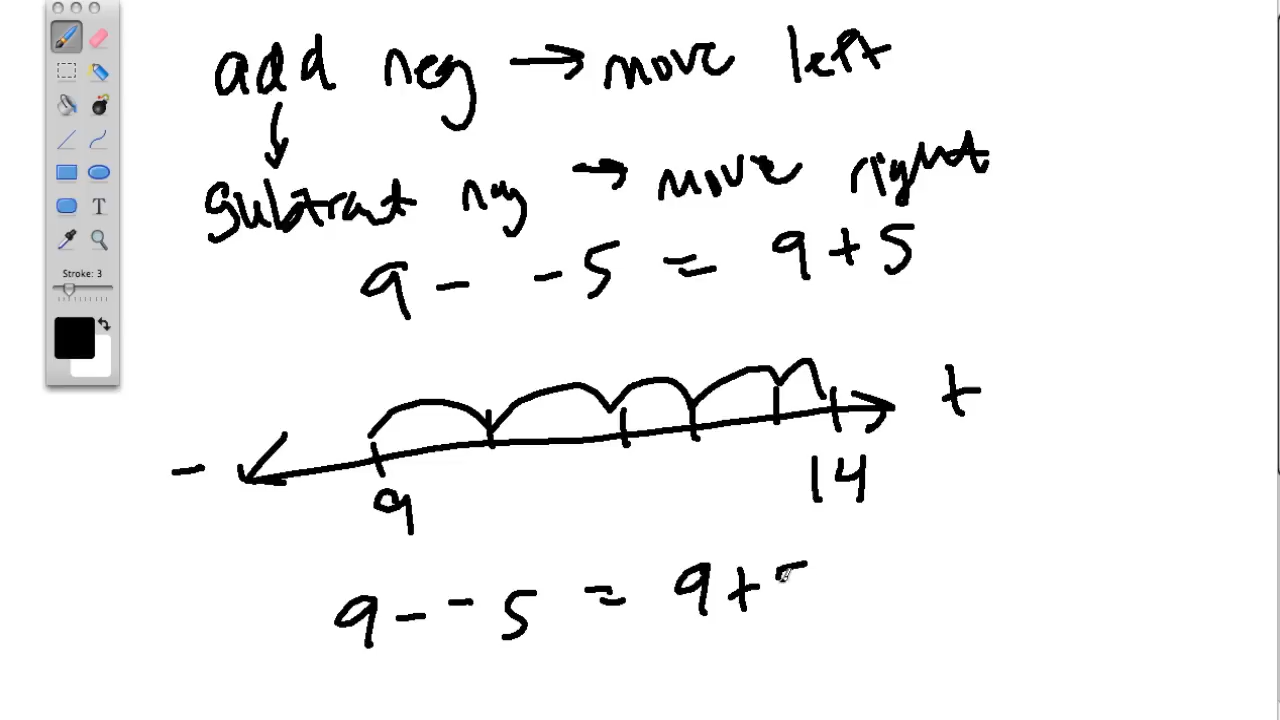 add neg → move left
subtract neg → move right
9 - -5 = 9+5
- +
9 14
9 - -5 = 9+
T
Stroke: 3